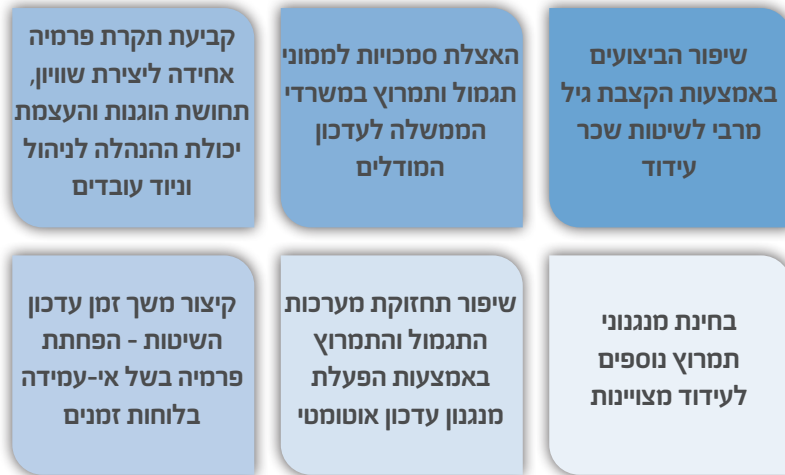 שיפור הביצועים
באמצעות הקצבת גיל
מרבי לשיטות שכר
עידוד
האצלת סמכויות לממוני
תגמול ותמרוץ במשרדי
הממשלה לעדכון
המודלים
קביעת תקרת פרמיה
אחידה ליצירת שוויון,
תחושת הוגנות והעצמת
יכולת ההנהלה לניהול
וניוד עובדים
בחינת מנגנוני
תמרוץ נוספים
לעידוד מצויינות
שיפור תחזוקת מערכות
התגמול והתמרוץ
באמצעות הפעלת
מנגנון עדכון אוטומטי
קיצור משך זמן עדכון
השיטות - הפחתת
פרמיה בשל אי-עמידה
בלוחות זמנים